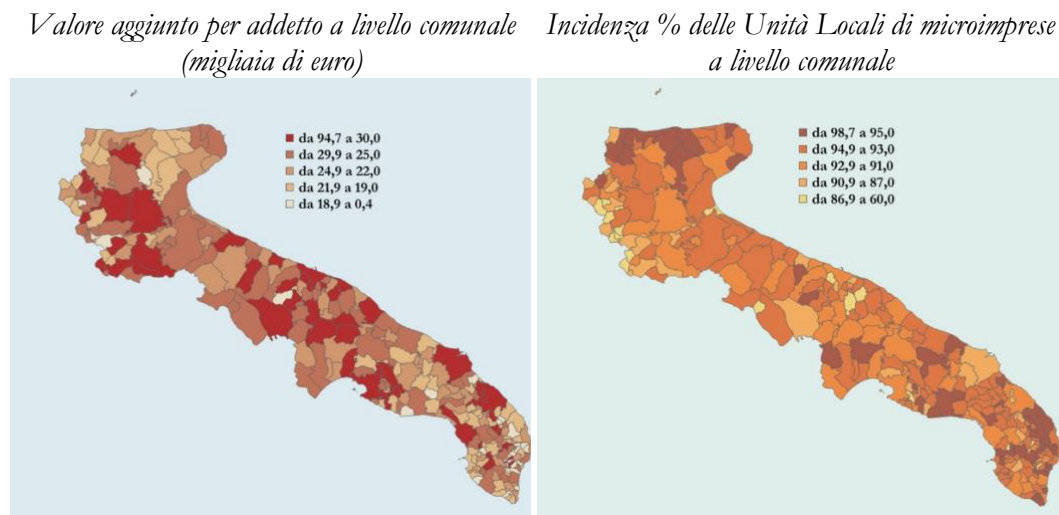 Valore aggiunto per addetto a livello comunale
(migliaia di euro)
da 94,7 a 30,0
da 29,9 a 25,0
da 24,9 a 22,0
da 21,9 a 19,0
da 18,9 a 0,4
Incidenza % delle Unità Locali di microimprese
a livello comunale
da 98,7 a 95,0
da 94,9 a 93,0
da 92,9 a 91,0
da 90,9 a 87,0
da 86,9 a 60,0